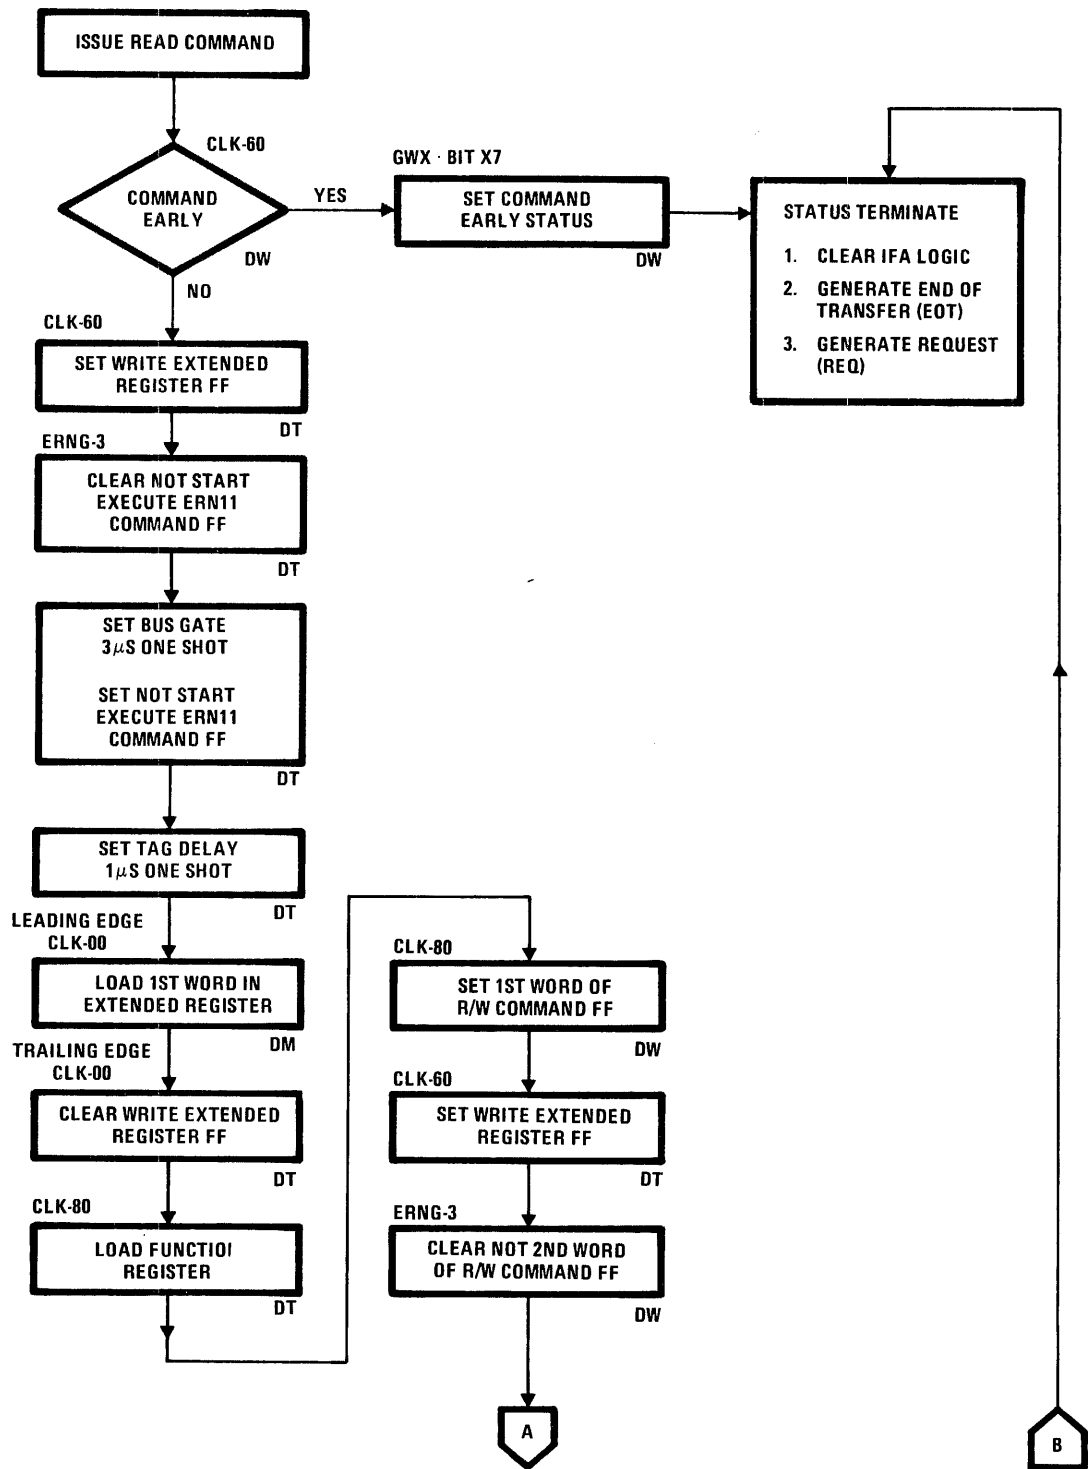 ISSUE READ COMMAND
CLK-60
COMMAND
EARLY
DW
YES
NO
GWX · BIT X7
SET COMMAND
EARLY STATUS
DW
STATUS TERMINATE
1. CLEAR IFA LOGIC
2. GENERATE END OF
TRANSFER (EOT)
3. GENERATE REQUEST
(REQ)
CLK-60
SET WRITE EXTENDED
REGISTER FF
DT
ERNG-3
CLEAR NOT START
EXECUTE ERN11
COMMAND FF
DT
SET BUS GATE
3μS ONE SHOT
SET NOT START
EXECUTE ERN11
COMMAND FF
DT
SET TAG DELAY
1μS ONE SHOT
DT
LEADING EDGE
CLK-00
LOAD 1ST WORD IN
EXTENDED REGISTER
DM
TRAILING EDGE
CLK-00
CLEAR WRITE EXTENDED
REGISTER FF
DT
CLK-80
LOAD FUNCTIOI
REGISTER
DT
CLK-80
SET 1ST WORD OF
R/W COMMAND FF
DW
CLK-60
SET WRITE EXTENDED
REGISTER FF
DT
ERNG-3
CLEAR NOT 2ND WORD
OF R/W COMMAND FF
DW
A
B